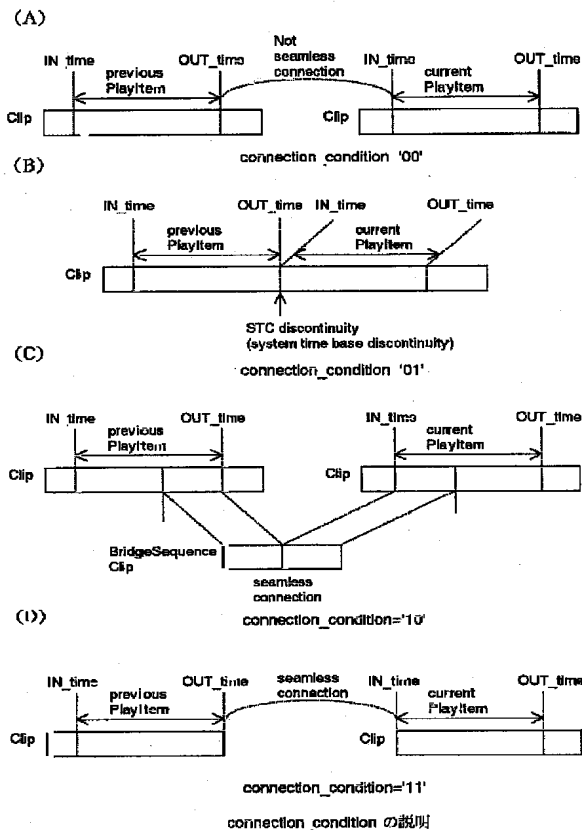 (A)
Not
seamless
connection
IN_time
OUT_time
IN_time
OUT_time
previous
PlayItem
current
PlayItem
Clip
Clip
connection_condition '00'
(B)
IN_time
OUT_time
IN_time
OUT_time
previous
PlayItem
current
PlayItem
Clip
STC discontinuity
(system time base discontinuity)
connection_condition '01'
(C)
IN_time
OUT_time
IN_time
OUT_time
previous
PlayItem
current
PlayItem
Clip
Clip
BridgeSequence
Clip
seamless
connection
connection_condition='10'
(D)
IN_time
OUT_time
seamless
connection
IN_time
OUT_time
previous
PlayItem
current
PlayItem
Clip
Clip
connection_condition='11'
connection_condition の説明